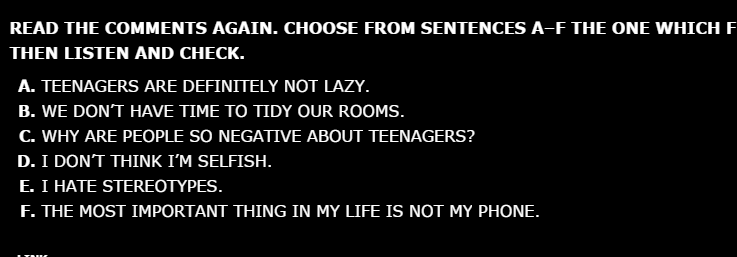 READ THE COMMENTS AGAIN. CHOOSE FROM SENTENCES A–F THE ONE WHICH
THEN LISTEN AND CHECK.
A. TEENAGERS ARE DEFINITELY NOT LAZY.
B. WE DON’T HAVE TIME TO TIDY OUR ROOMS.
C. WHY ARE PEOPLE SO NEGATIVE ABOUT TEENAGERS?
D. I DON’T THINK I’M SELFISH.
E. I HATE STEREOTYPES.
F. THE MOST IMPORTANT THING IN MY LIFE IS NOT MY PHONE.